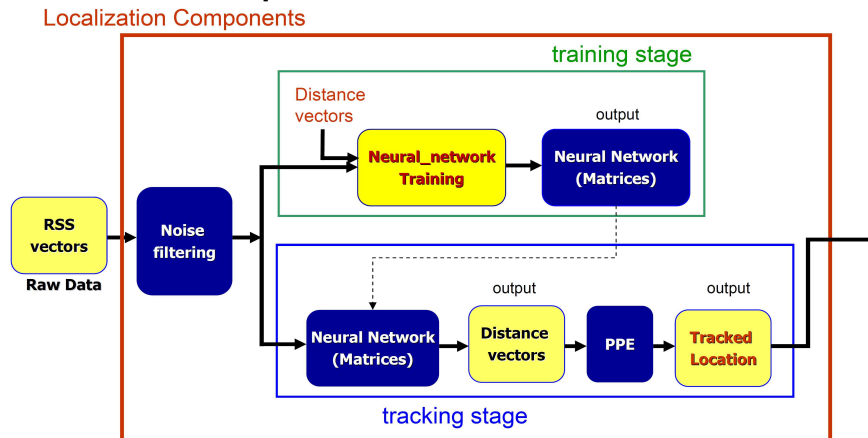 Localization Components
training stage
Distance
vectors
output
Neural_network
Training
Neural Network
(Matrices)
RSS
vectors
Raw Data
Noise
filtering
output
output
Neural Network
(Matrices)
Distance
vectors
PPE
Tracked
Location
tracking stage